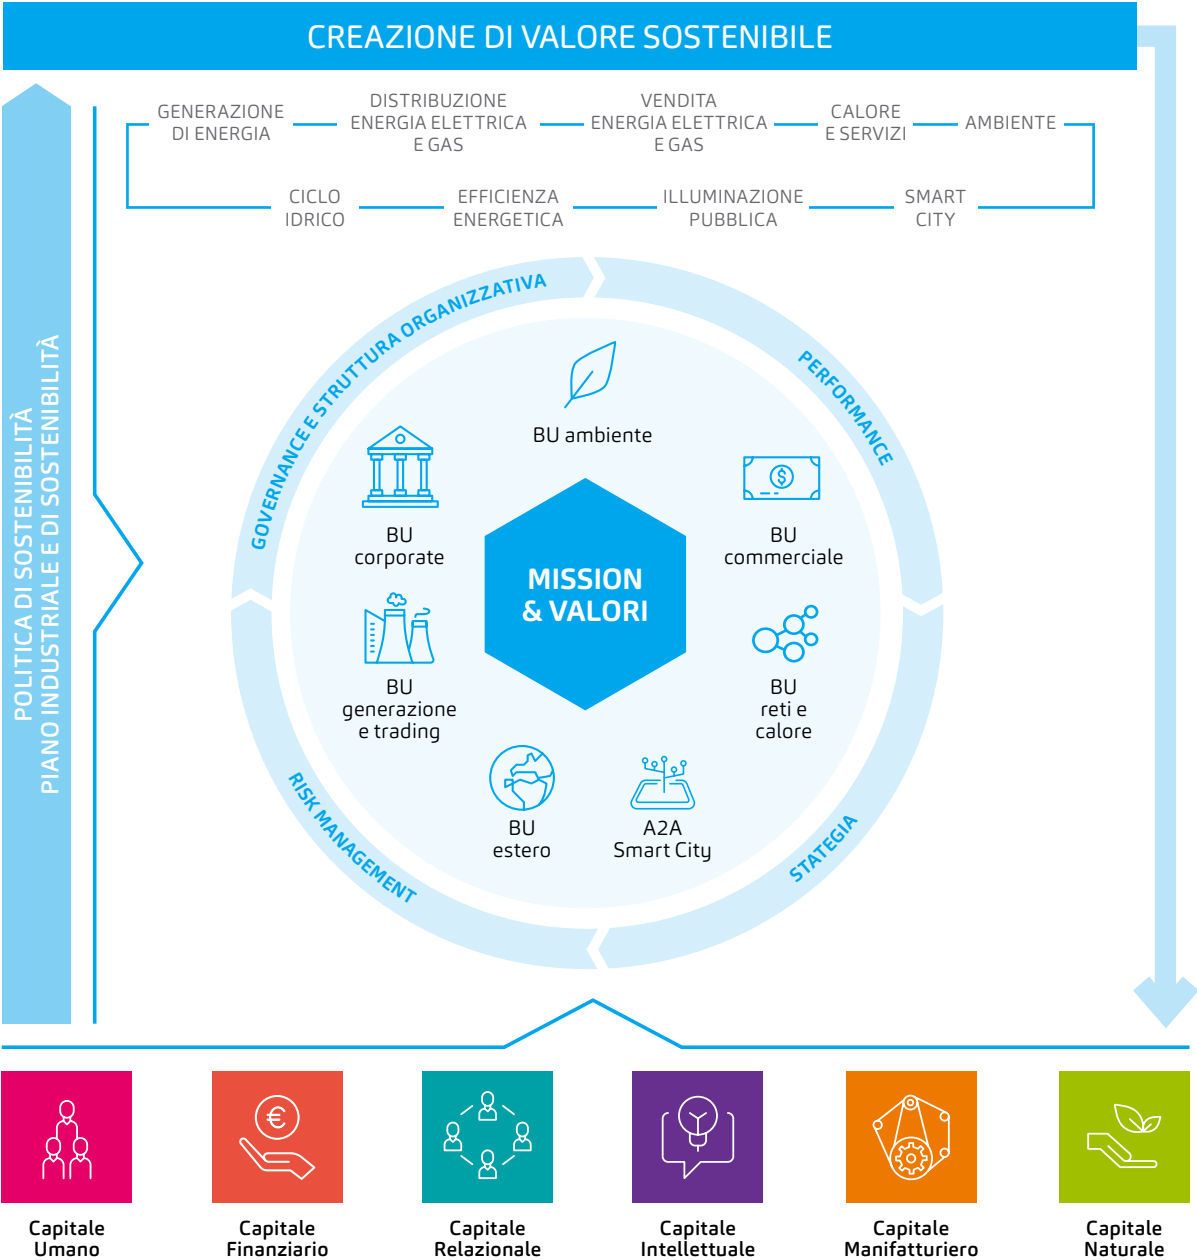 CREAZIONE DI VALORE SOSTENIBILE
GENERAZIONE
DI ENERGIA
DISTRIBUZIONE
ENERGIA ELETTRICA
E GAS
VENDITA
ENERGIA ELETTRICA
E GAS
CALORE
E SERVIZI
AMBIENTE
CICLO
IDRICO
EFFICIENZA
ENERGETICA
ILLUMINAZIONE
PUBBLICA
SMART
CITY
POLITICA DI SOSTENIBILITÀ
PIANO INDUSTRIALE E DI SOSTENIBILITÀ
GOVERNANCE E STRUTTURA ORGANIZZATIVA
PERFORMANCE
STATEGIA
RISK MANAGEMENT
BU ambiente
BU
corporate
BU
commerciale
MISSION
& VALORI
BU
generazione
e trading
BU
reti e
calore
BU
estero
A2A
Smart City
Capitale
Umano
Capitale
Finanziario
Capitale
Relazionale
Capitale
Intellettuale
Capitale
Manifatturiero
Capitale
Naturale